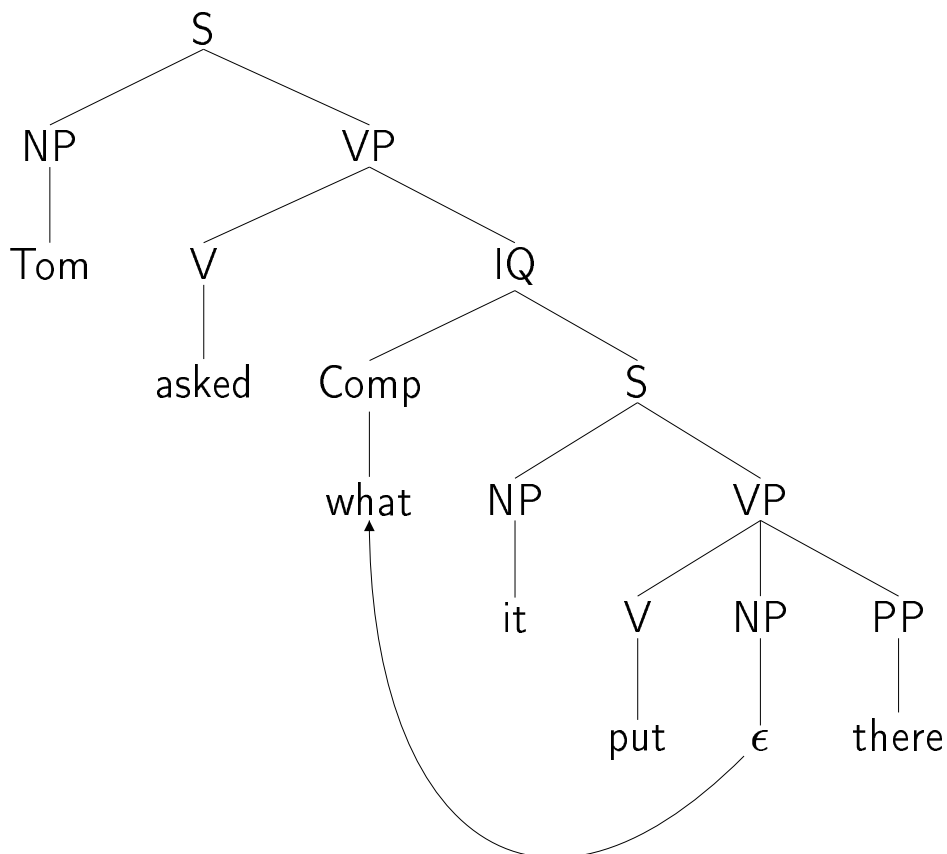 S
NP VP
Tom V IQ
asked Comp S
what NP VP
it V NP PP
put ϵ there